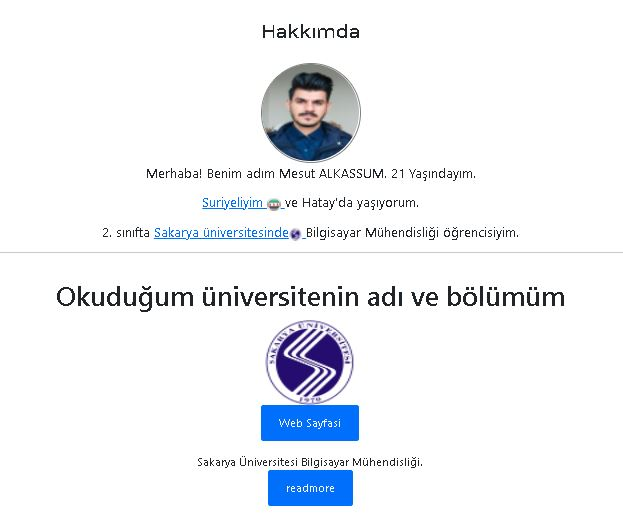 Hakkımda
Merhaba! Benim adım Mesut ALKASSUM. 21 Yaşındayım.
Suriyeliyim ve Hatay'da yaşıyorum.
2. sınıfta Sakarya üniversitesinde Bilgisayar Mühendisliği öğrencisiyim.
Okuduğum üniversitenin adı ve bölümüm
SAKARYA ÜNİVERSİTESİ
1970
Web Sayfasi
Sakarya Üniversitesi Bilgisayar Mühendisliği.
readmore